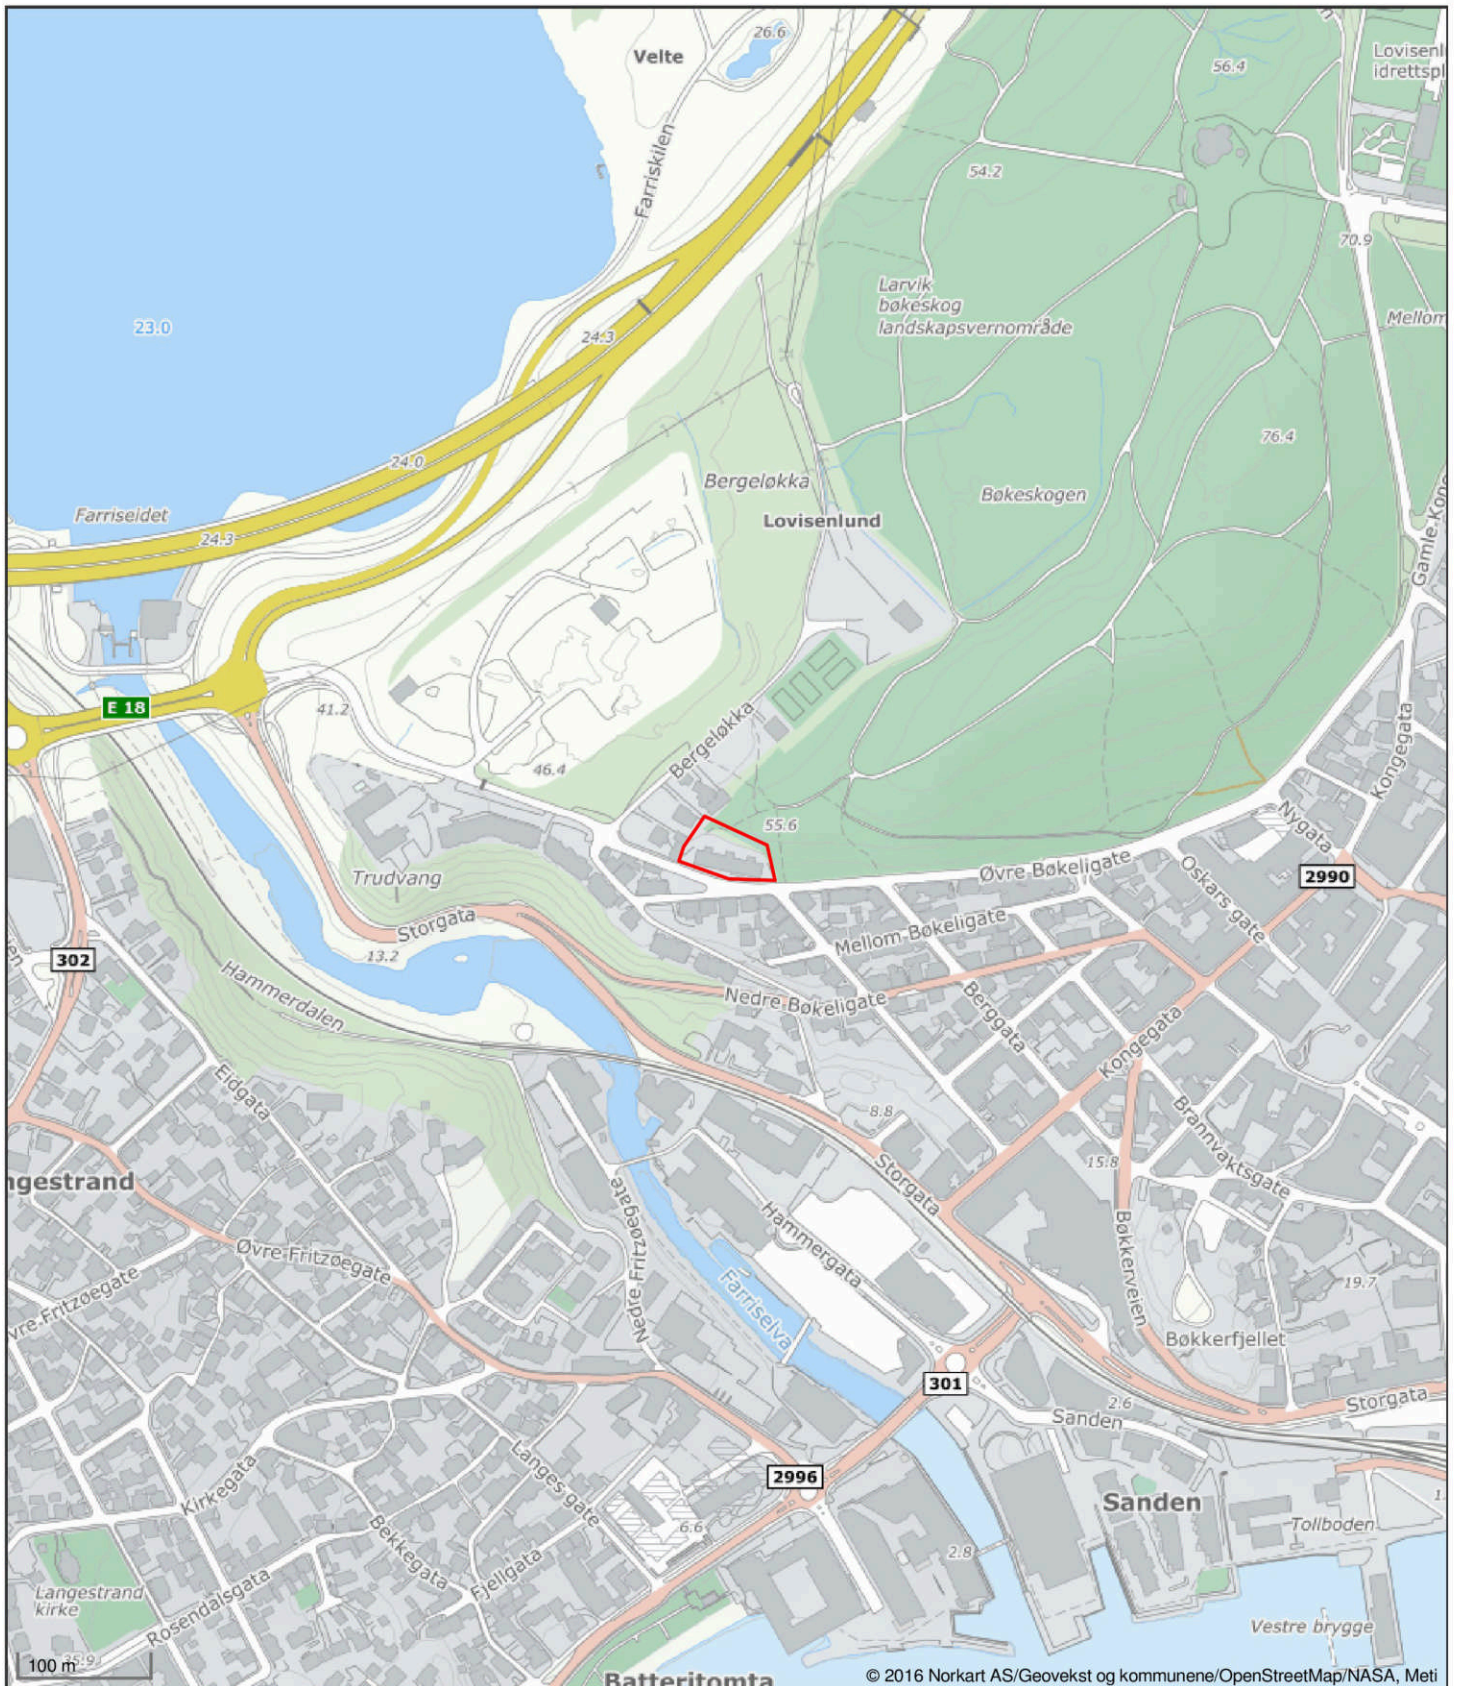 26.6
Velte
56.4
Lovisenl
idrettspl
Farriskilen
54.2
70.9
Larvik
bøkeskog
landskapsvernområde
23.0
24.3
Mellom
76.4
24.0
Bergeløkka
Bøkeskogen
Farriseidet
Lovisenlund
24.3
Gamle Kong
E 18
41.2
Bergeløkka
Kongegata
46.4
55.6
Nygata
Øvre Bøkeligate
Oskars gate
2990
Trudvang
Storgata
Mellom Bøkeligate
302
13.2
Hammerdalen
Nedre Bøkeligate
Berggata
Kongegata
Eidgata
8.8
Brannvaktsgate
15.8
Storgata
ngestrand
Nedre Fritzøegate
Hammergata
Bøkkerveien
Øvre Fritzøegate
vre Fritzøegate
Farriselva
19.7
Bøkkerfjellet
301
2.6
Storgata
Sanden
Langes gate
2996
Kirkegata
Sanden
6.6
Tollboden
Bekkegata
2.8
Fjellgata
Langestrand
kirke
Rosendalsgata
Vestre brygge
35.9
100 m
Batteritomta
© 2016 Norkart AS/Geovekst og kommunene/OpenStreetMap/NASA, Meti